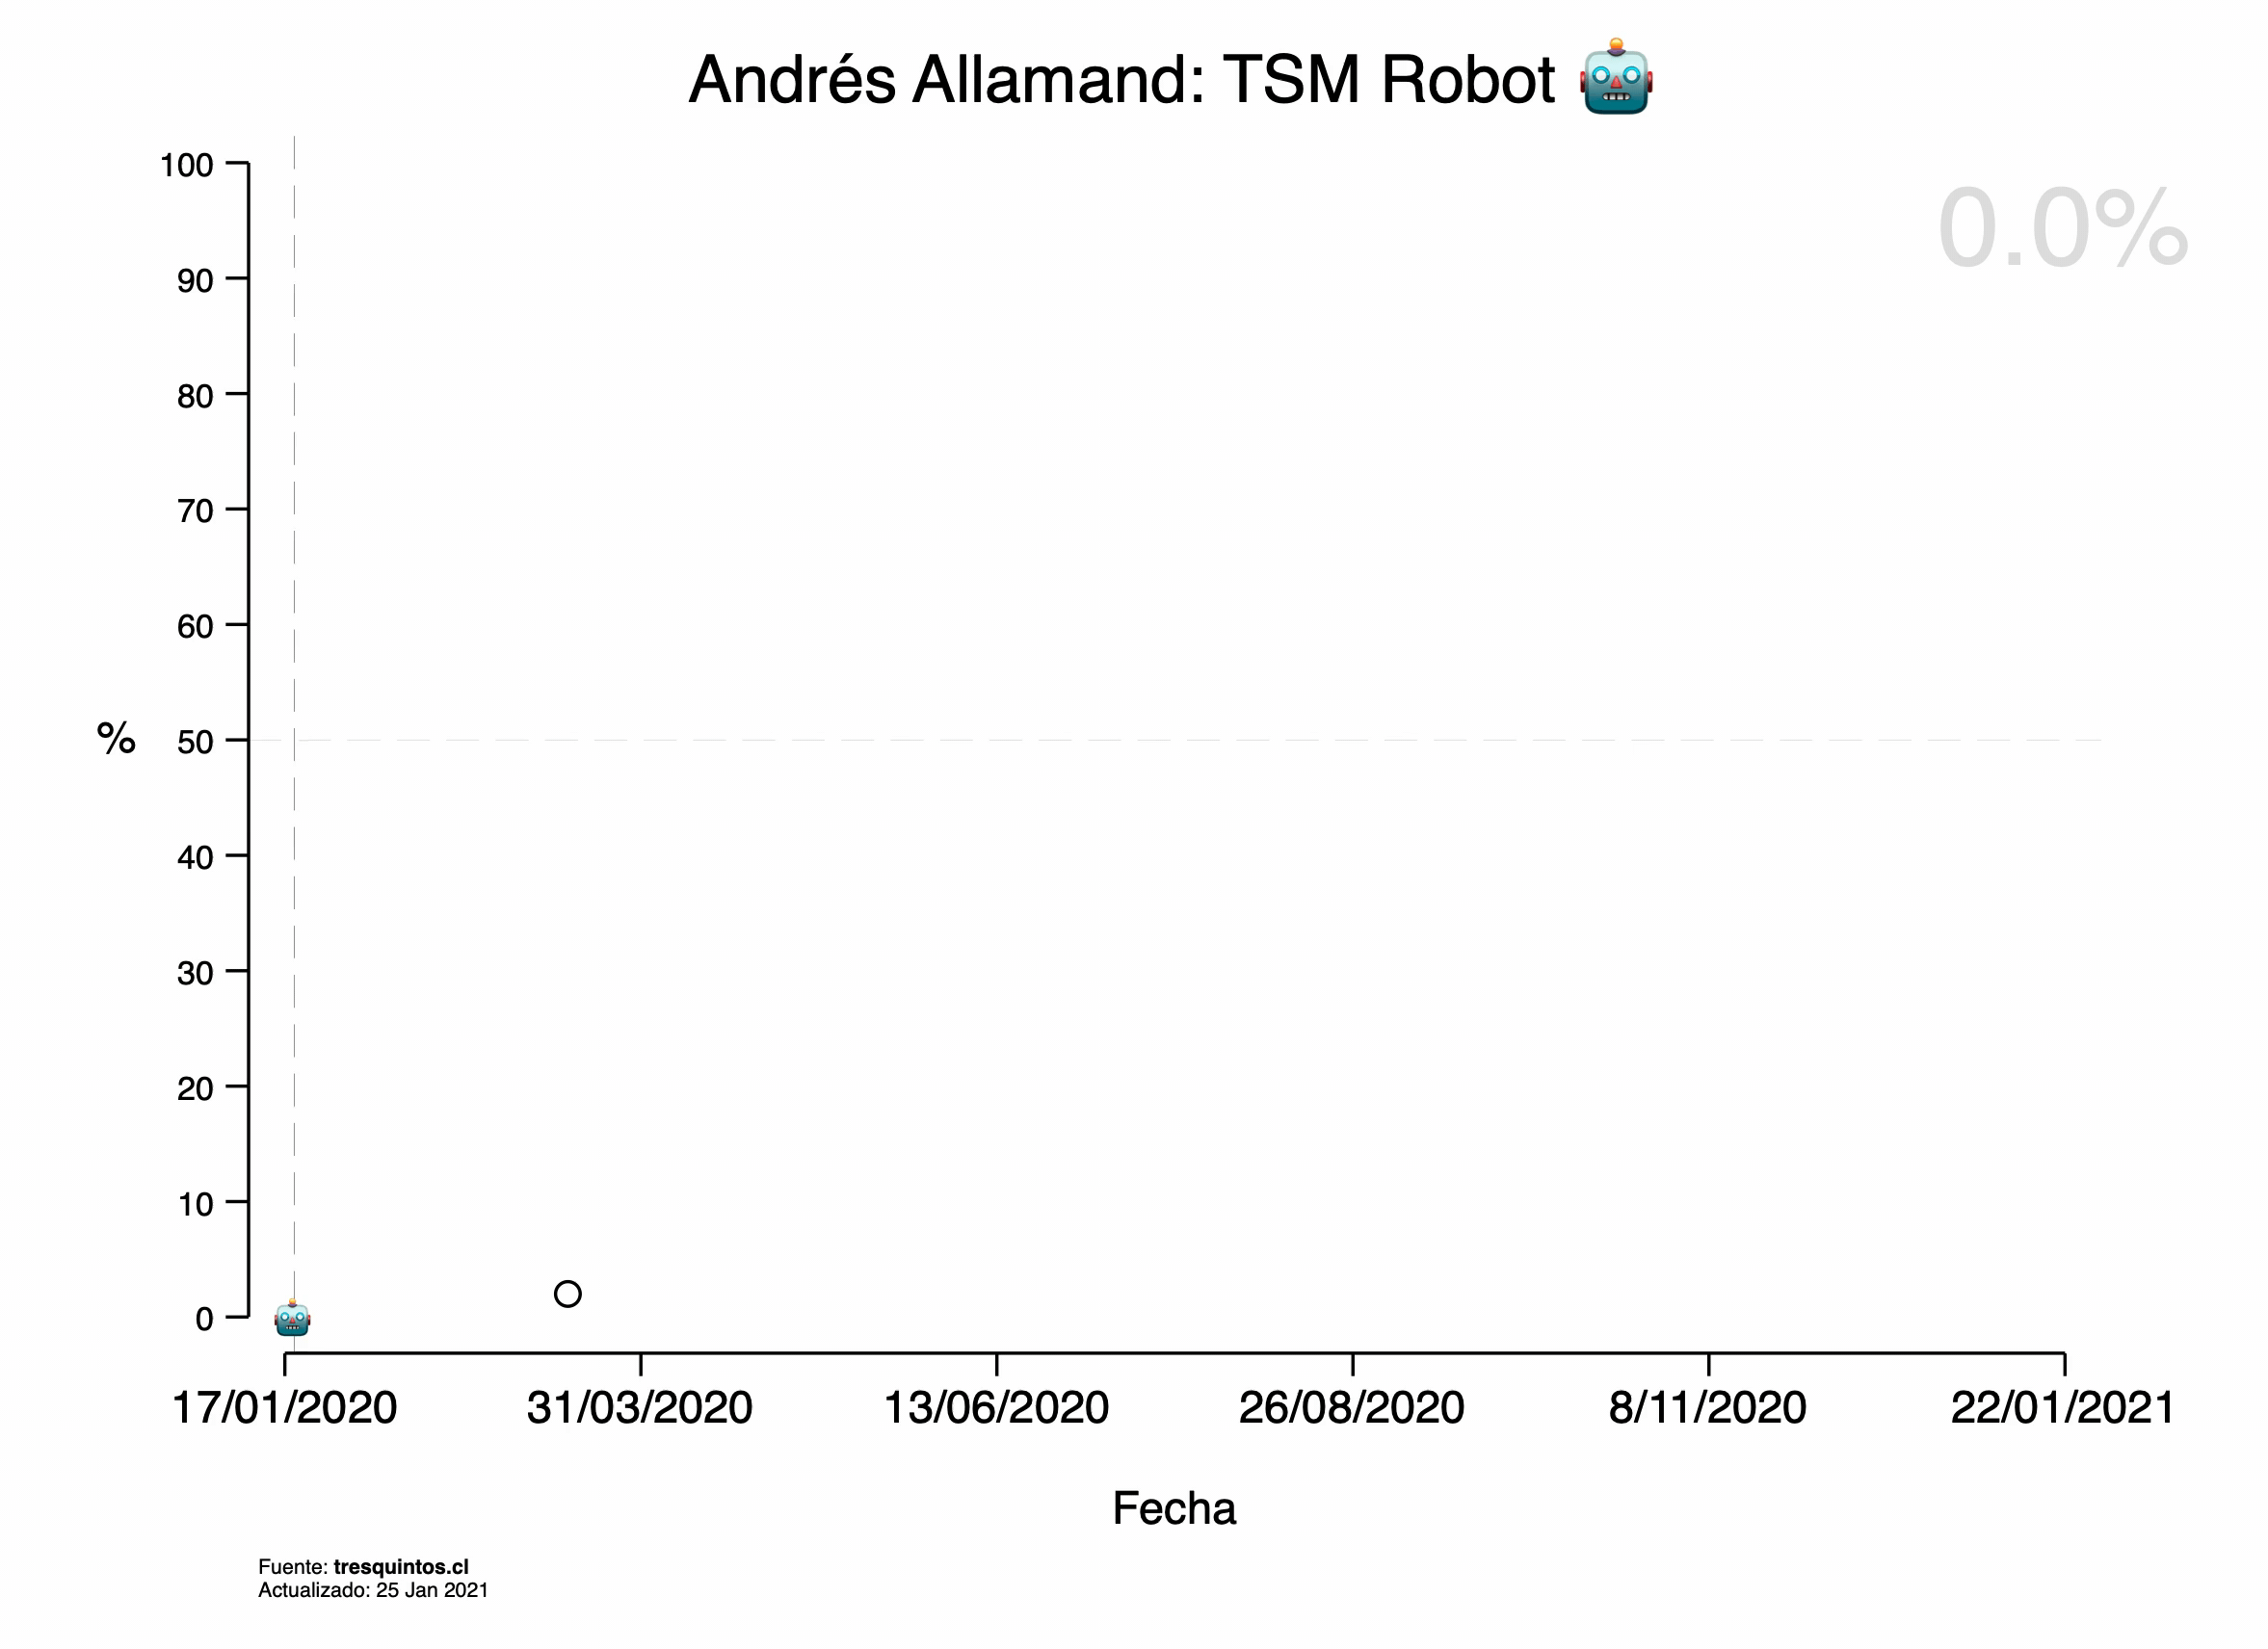 Andrés Allamand: TSM Robot 🤖
0.0%
100
90
80
70
60
% 50
40
30
20
10
0
17/01/2020 31/03/2020 13/06/2020 26/08/2020 8/11/2020 22/01/2021
Fecha
Fuente: tresquintos.cl
Actualizado: 25 Jan 2021